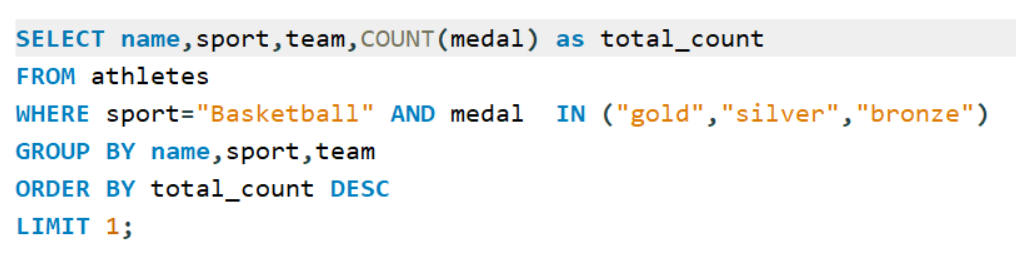 SELECT name,sport,team,COUNT(medal) as total_count
FROM athletes
WHERE sport="Basketball" AND medal  IN ("gold","silver","bronze")
GROUP BY name,sport,team
ORDER BY total_count DESC
LIMIT 1;